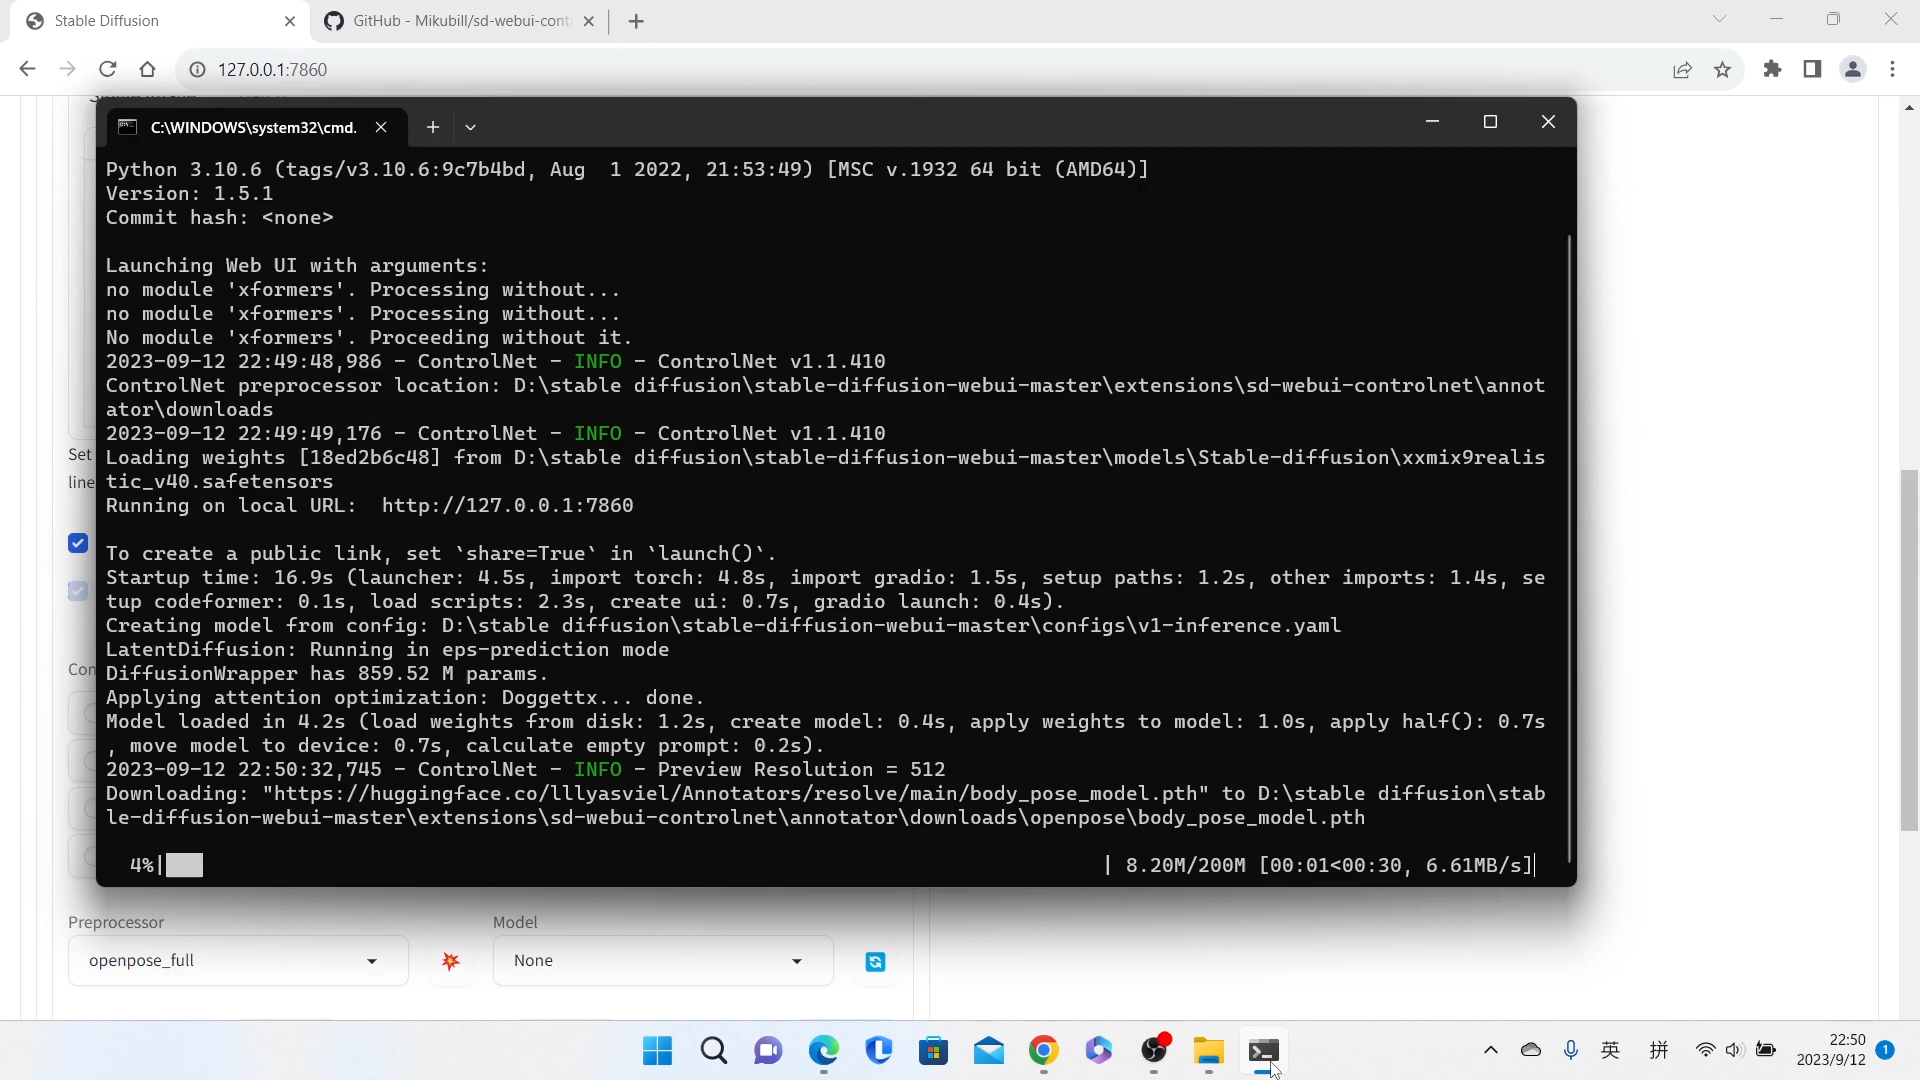 Stable Diffusion
GitHub - Mikubill/sd-webui-cont
127.0.0.1:7860
C:\WINDOWS\system32\cmd.
Python 3.10.6 (tags/v3.10.6:9c7b4bd, Aug  1 2022, 21:53:49) [MSC v.1932 64 bit (AMD64)]
Version: 1.5.1
Commit hash: <none>
Launching Web UI with arguments:
no module 'xformers'. Processing without...
no module 'xformers'. Processing without...
No module 'xformers'. Proceeding without it.
2023-09-12 22:49:48,986 - ControlNet - INFO - ControlNet v1.1.410
ControlNet preprocessor location: D:\stable diffusion\stable-diffusion-webui-master\extensions\sd-webui-controlnet\annot
ator\downloads
2023-09-12 22:49:49,176 - ControlNet - INFO - ControlNet v1.1.410
Loading weights [18ed2b6c48] from D:\stable diffusion\stable-diffusion-webui-master\models\Stable-diffusion\xxmix9realis
tic_v40.safetensors
Running on local URL:  http://127.0.0.1:7860
To create a public link, set `share=True` in `launch()`.
Startup time: 16.9s (launcher: 4.5s, import torch: 4.8s, import gradio: 1.5s, setup paths: 1.2s, other imports: 1.4s, se
tup codeformer: 0.1s, load scripts: 2.3s, create ui: 0.7s, gradio launch: 0.4s).
Creating model from config: D:\stable diffusion\stable-diffusion-webui-master\configs\v1-inference.yaml
LatentDiffusion: Running in eps-prediction mode
DiffusionWrapper has 859.52 M params.
Applying attention optimization: Doggettx... done.
Model loaded in 4.2s (load weights from disk: 1.2s, create model: 0.4s, apply weights to model: 1.0s, apply half(): 0.7s
, move model to device: 0.7s, calculate empty prompt: 0.2s).
2023-09-12 22:50:32,745 - ControlNet - INFO - Preview Resolution = 512
Downloading: "https://huggingface.co/lllyasviel/Annotators/resolve/main/body_pose_model.pth" to D:\stable diffusion\stab
le-diffusion-webui-master\extensions\sd-webui-controlnet\annotator\downloads\openpose\body_pose_model.pth
4%| | 8.20M/200M [00:01<00:30, 6.61MB/s]
Set
line
Con
Preprocessor Model
openpose_full None
英 拼 22:50
2023/9/12 1